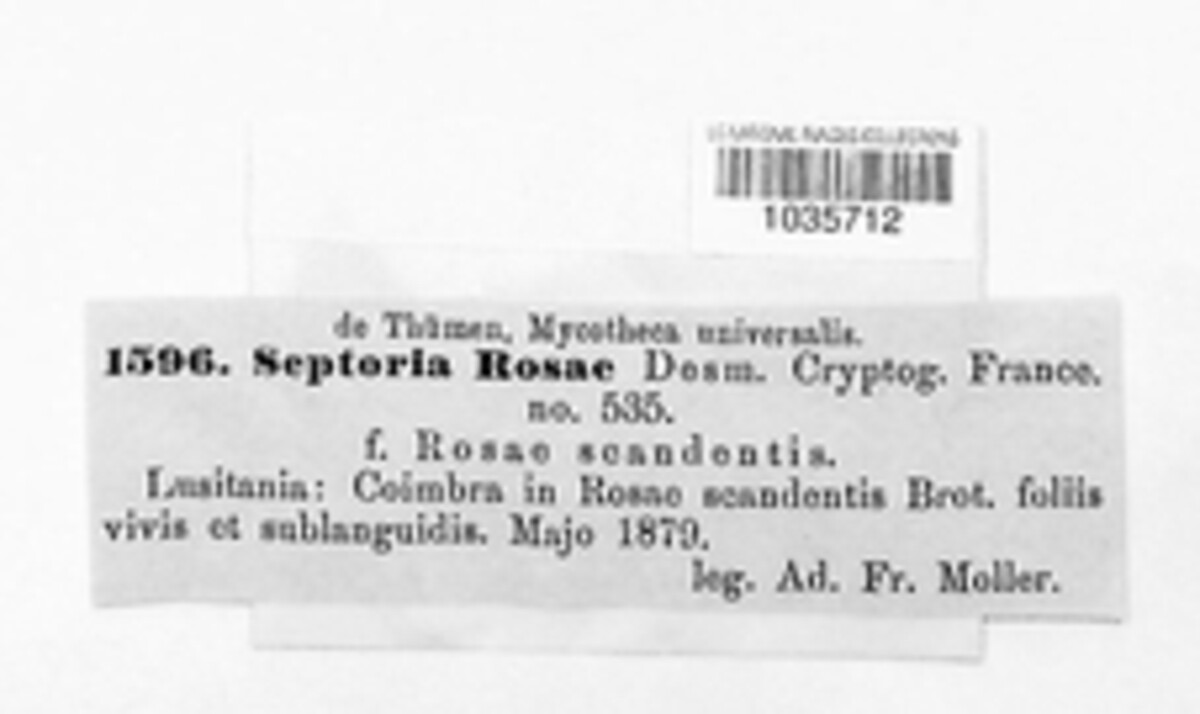 1035712
de Thümen, Mycotheca universalis.
1596. Septoria Rosae Desm. Cryptog. France.
no. 535.
f. Rosae scandentis.
Lusitania: Coimbra in Rosae scandentis Brot. foliis
vivis et sublanguidis. Majo 1879.
leg. Ad. Fr. Moller.